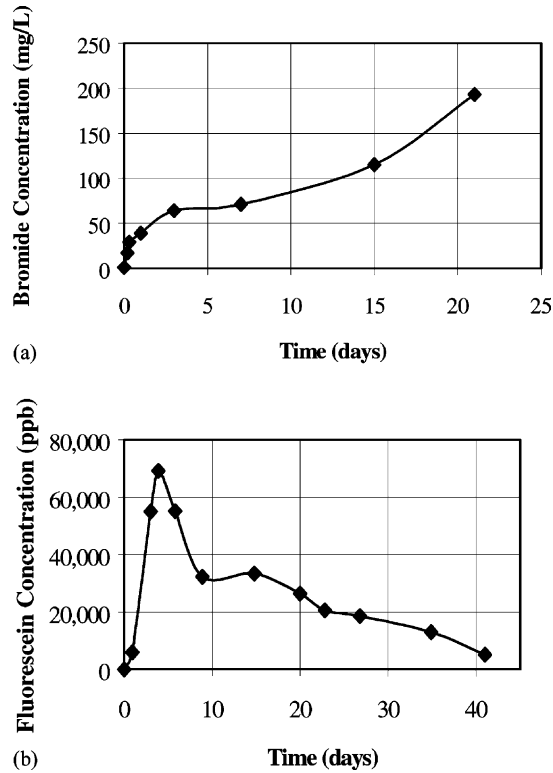 Bromide Concentration (mg/L)
250
200
150
100
50
0
0 5 10 15 20 25
(a)
Time (days)
Fluorescein Concentration (ppb)
80,000
60,000
40,000
20,000
0
0 10 20 30 40
(b)
Time (days)